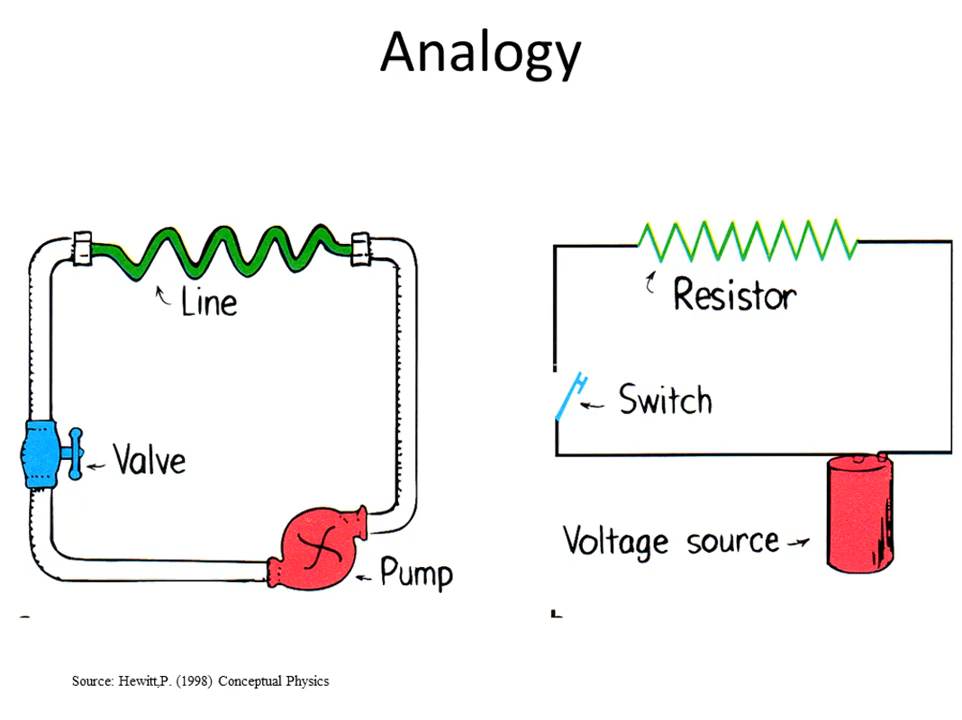 Analogy
Line
Valve
Pump
Resistor
Switch
Voltage source
Source: Hewitt,P. (1998) Conceptual Physics